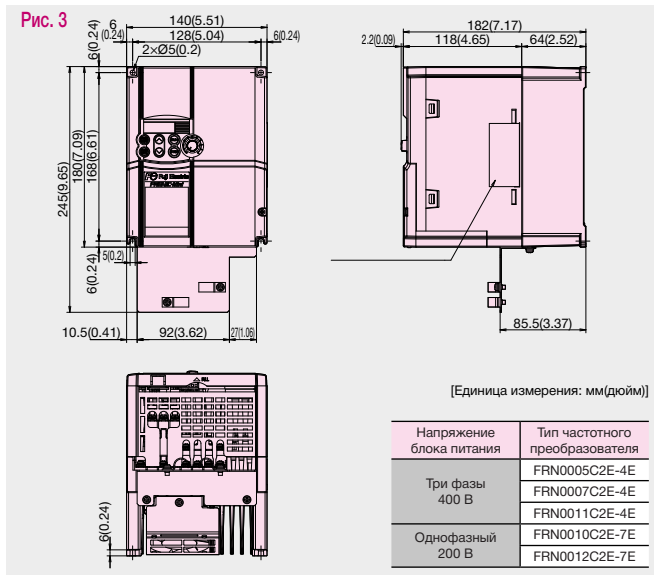 Рис. 3
6
(0.24)
140(5.51)
128(5.04)
6(0.24)
2×Ø5(0.2)
6(0.24)
245(9.65)
180(7.09)
168(6.61)
5(0.2)
6(0.24)
10.5(0.41)
92(3.62)
27(1.06)
Fuji Electric
FRENIC-Mini
182(7.17)
2.2(0.09)
118(4.65)
64(2.52)
85.5(3.37)
6(0.24)
[Единица измерения: мм(дюйм)]
Напряжение блока питания
Тип частотного преобразователя
Три фазы 400 В
FRN0005C2E-4E
FRN0007C2E-4E
FRN0011C2E-4E
Однофазный 200 В
FRN0010C2E-7E
FRN0012C2E-7E